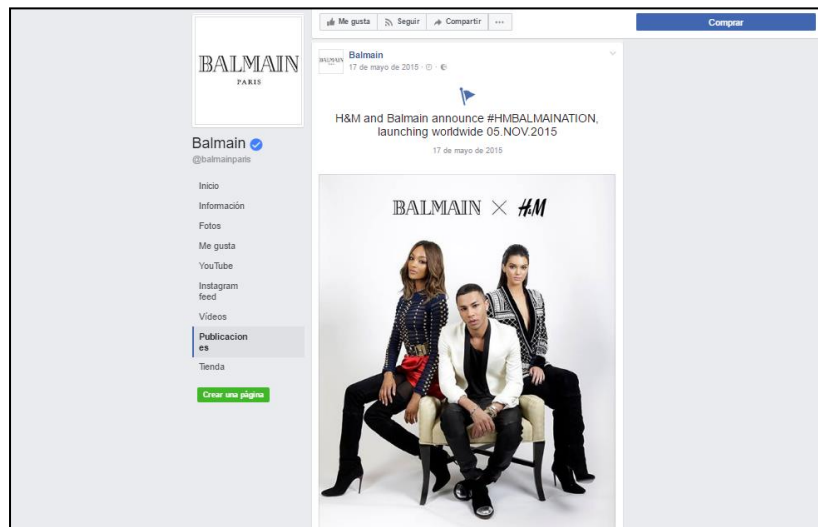 Me gusta Seguir Compartir ... Comprar
BALMAIN
PARIS
Balmain
17 de mayo de 2015
H&M and Balmain announce #HMBALMAINATION,
launching worldwide 05.NOV.2015
17 de mayo de 2015
BALMAIN × H&M
Balmain
@balmainparis
Inicio
Información
Fotos
Me gusta
YouTube
Instagram
feed
Vídeos
Publicacion
es
Tienda
Crear una página